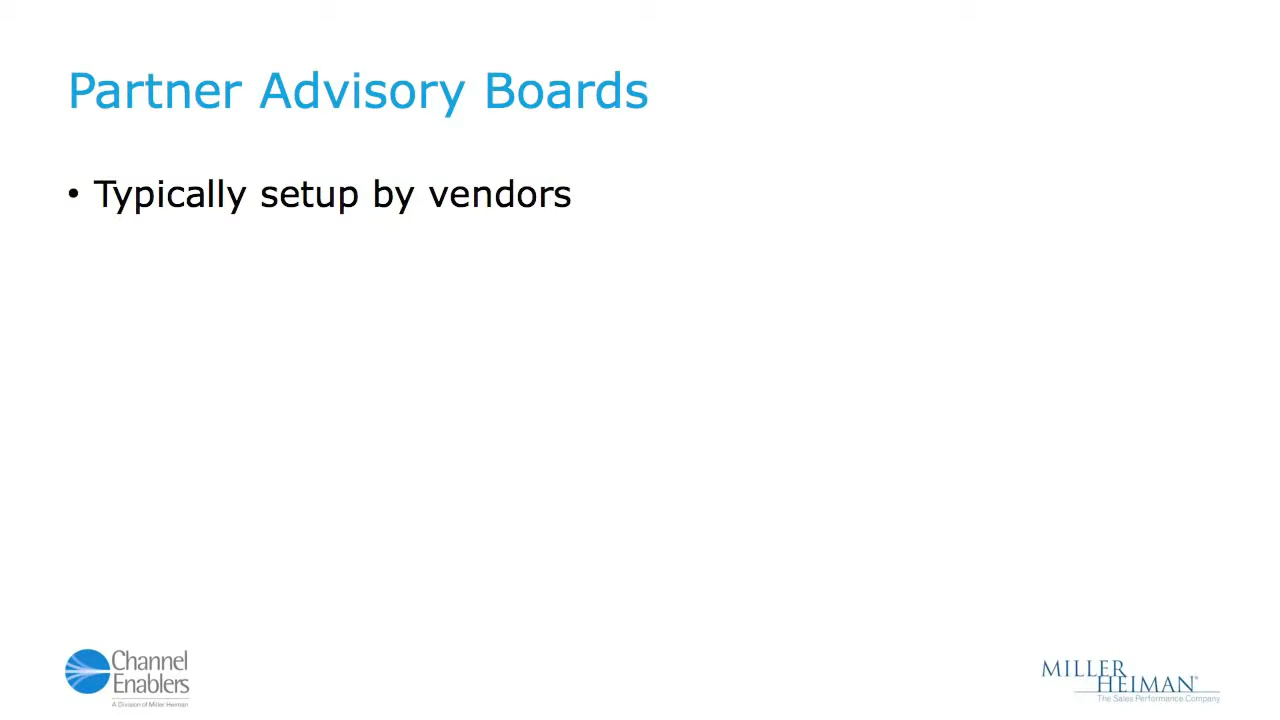 Partner Advisory Boards
• Typically setup by vendors
Channel
Enablers
A Division of Miller Heiman
MILLER
HEIMAN®
The Sales Performance Company